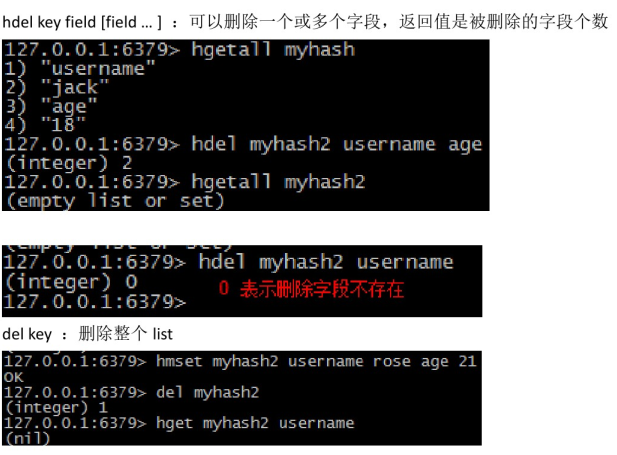 hdel key field [field … ] ：可以删除一个或多个字段，返回值是被删除的字段个数
127.0.0.1:6379> hgetall myhash
1) "username"
2) "jack"
3) "age"
4) "18"
127.0.0.1:6379> hdel myhash2 username age
(integer) 2
127.0.0.1:6379> hgetall myhash2
(empty list or set)
(empty list or set)
127.0.0.1:6379> hdel myhash2 username
(integer) 0
0 表示删除字段不存在
127.0.0.1:6379>
del key ：删除整个 list
127.0.0.1:6379> hmset myhash2 username rose age 21
OK
127.0.0.1:6379> del myhash2
(integer) 1
127.0.0.1:6379> hget myhash2 username
(nil)